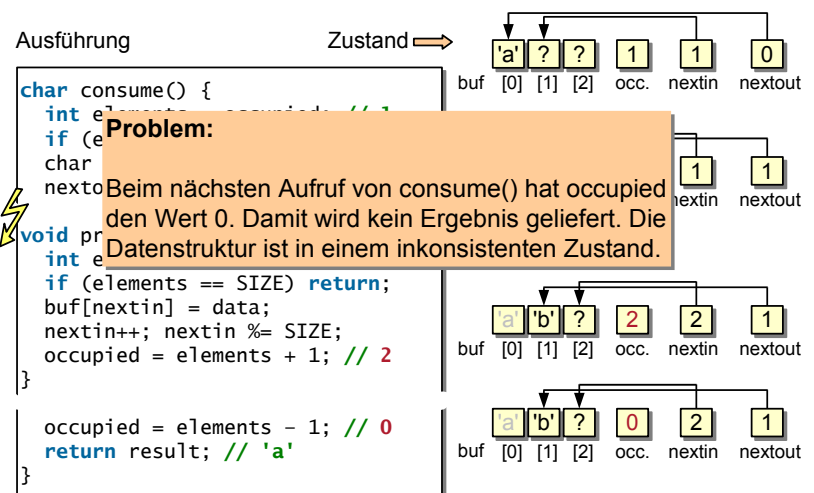 Ausführung Zustand
'a' ? ? 1 1 0
buf [0] [1] [2] occ. nextin nextout
char consume() {
int
if (e
char
nexto
Problem:
Beim nächsten Aufruf von consume() hat occupied
den Wert 0. Damit wird kein Ergebnis geliefert. Die
Datenstruktur ist in einem inkonsistenten Zustand.
1 1
nextin nextout
void pr
int e
if (elements == SIZE) return;
buf[nextin] = data;
nextin++; nextin %= SIZE;
occupied = elements + 1; // 2
}
'a' 'b' ? 2 2 1
buf [0] [1] [2] occ. nextin nextout
occupied = elements - 1; // 0
return result; // 'a'
}
'a' 'b' ? 0 2 1
buf [0] [1] [2] occ. nextin nextout